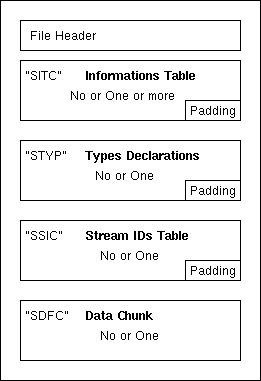 File Header
"SITC" Informations Table
No or One or more
Padding
"STYP" Types Declarations
No or One
Padding
"SSIC" Stream IDs Table
No or One
Padding
"SDFC" Data Chunk
No or One